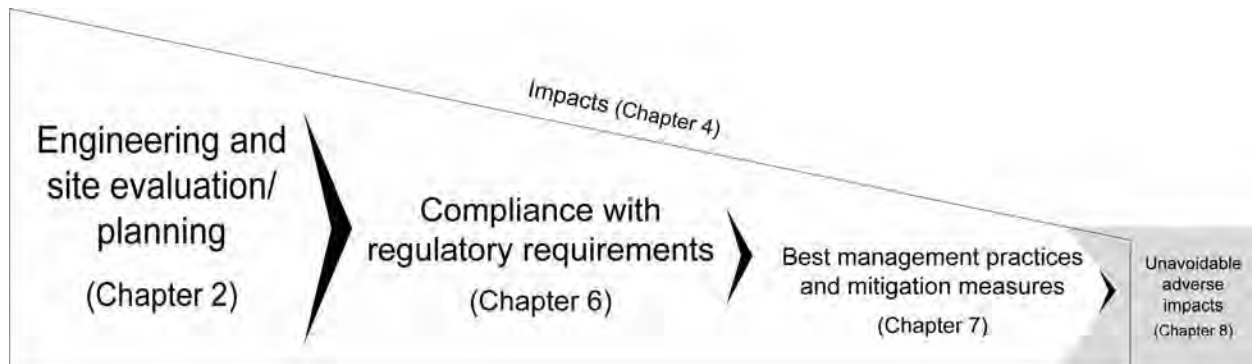 Impacts (Chapter 4)
Engineering and
site evaluation/
planning
(Chapter 2)
Compliance with
regulatory requirements
(Chapter 6)
Best management practices
and mitigation measures
(Chapter 7)
Unavoidable
adverse
impacts
(Chapter 8)